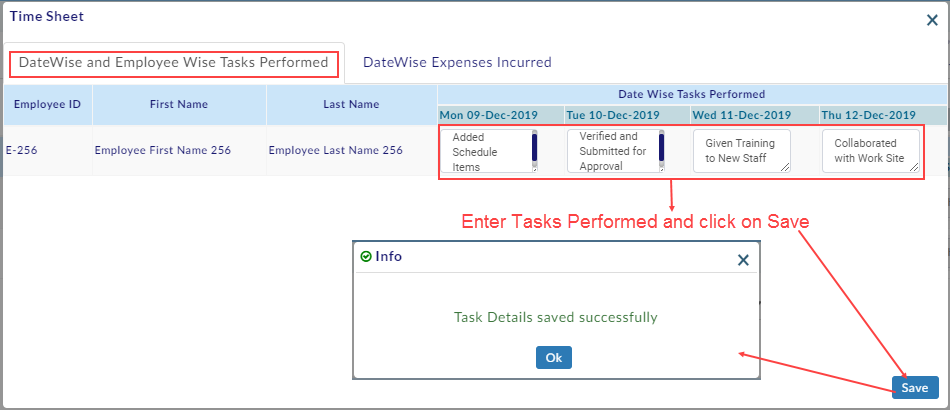 Time Sheet
DateWise and Employee Wise Tasks Performed
DateWise Expenses Incurred
Employee ID
First Name
Last Name
Date Wise Tasks Performed
Mon 09-Dec-2019
Tue 10-Dec-2019
Wed 11-Dec-2019
Thu 12-Dec-2019
E-256
Employee First Name 256
Employee Last Name 256
Added
Schedule
Items
Verified and
Submitted for
Approval
Given Training
to New Staff
Collaborated
with Work Site
Enter Tasks Performed and click on Save
Info
Task Details saved successfully
Ok
Save